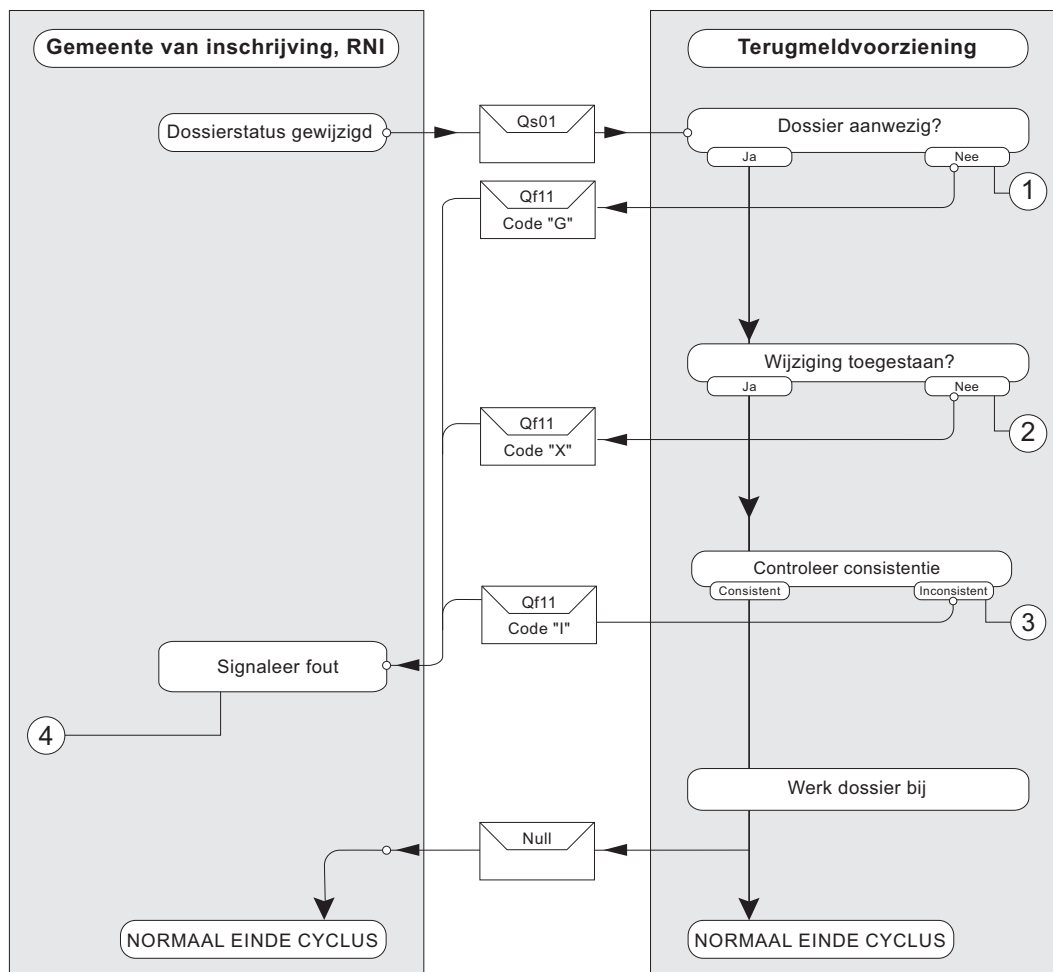 Gemeente van inschrijving, RNI
Terugmeldvoorziening
Dossierstatus gewijzigd
Qs01
Dossier aanwezig?
Ja
Nee
1
Qf11
Code "G"
Wijziging toegestaan?
Ja
Nee
2
Qf11
Code "X"
Controleer consistentie
Consistent
Inconsistent
3
Qf11
Code "I"
Signaleer fout
4
Werk dossier bij
Null
NORMAAL EINDE CYCLUS
NORMAAL EINDE CYCLUS